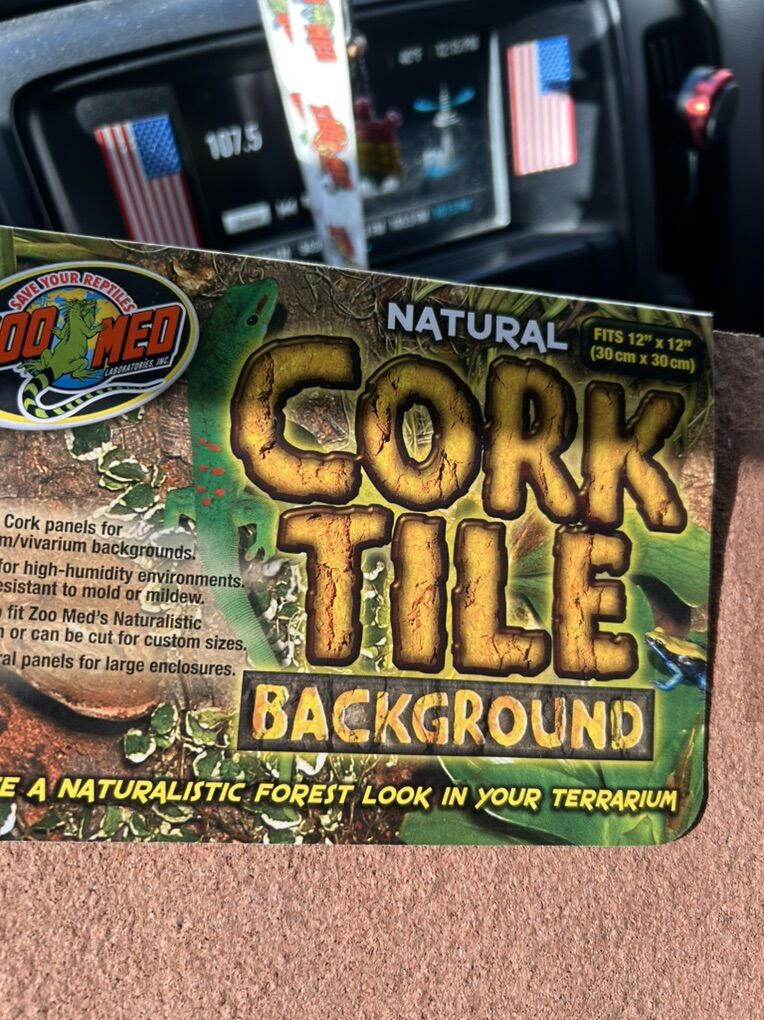 107.5
SAVE YOUR REPTILES
OO MED
LABORATORIES, INC.
NATURAL
FITS 12" x 12"
(30 cm x 30 cm)
CORK
TILE
BACKGROUND
Cork panels for
m/vivarium backgrounds.
for high-humidity environments.
esistant to mold or mildew.
fit Zoo Med's Naturalistic
or can be cut for custom sizes.
ral panels for large enclosures.
E A NATURALISTIC FOREST LOOK IN YOUR TERRARIUM